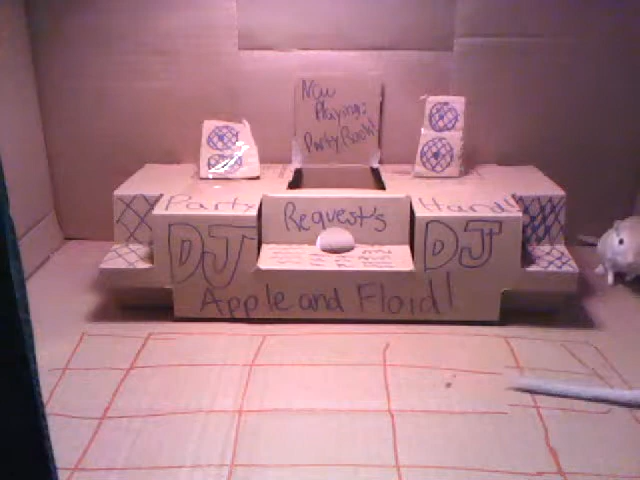 Now
Playing:
Party Rock!
Party Hard!!
Request's
DJ DJ
Apple and Floid!